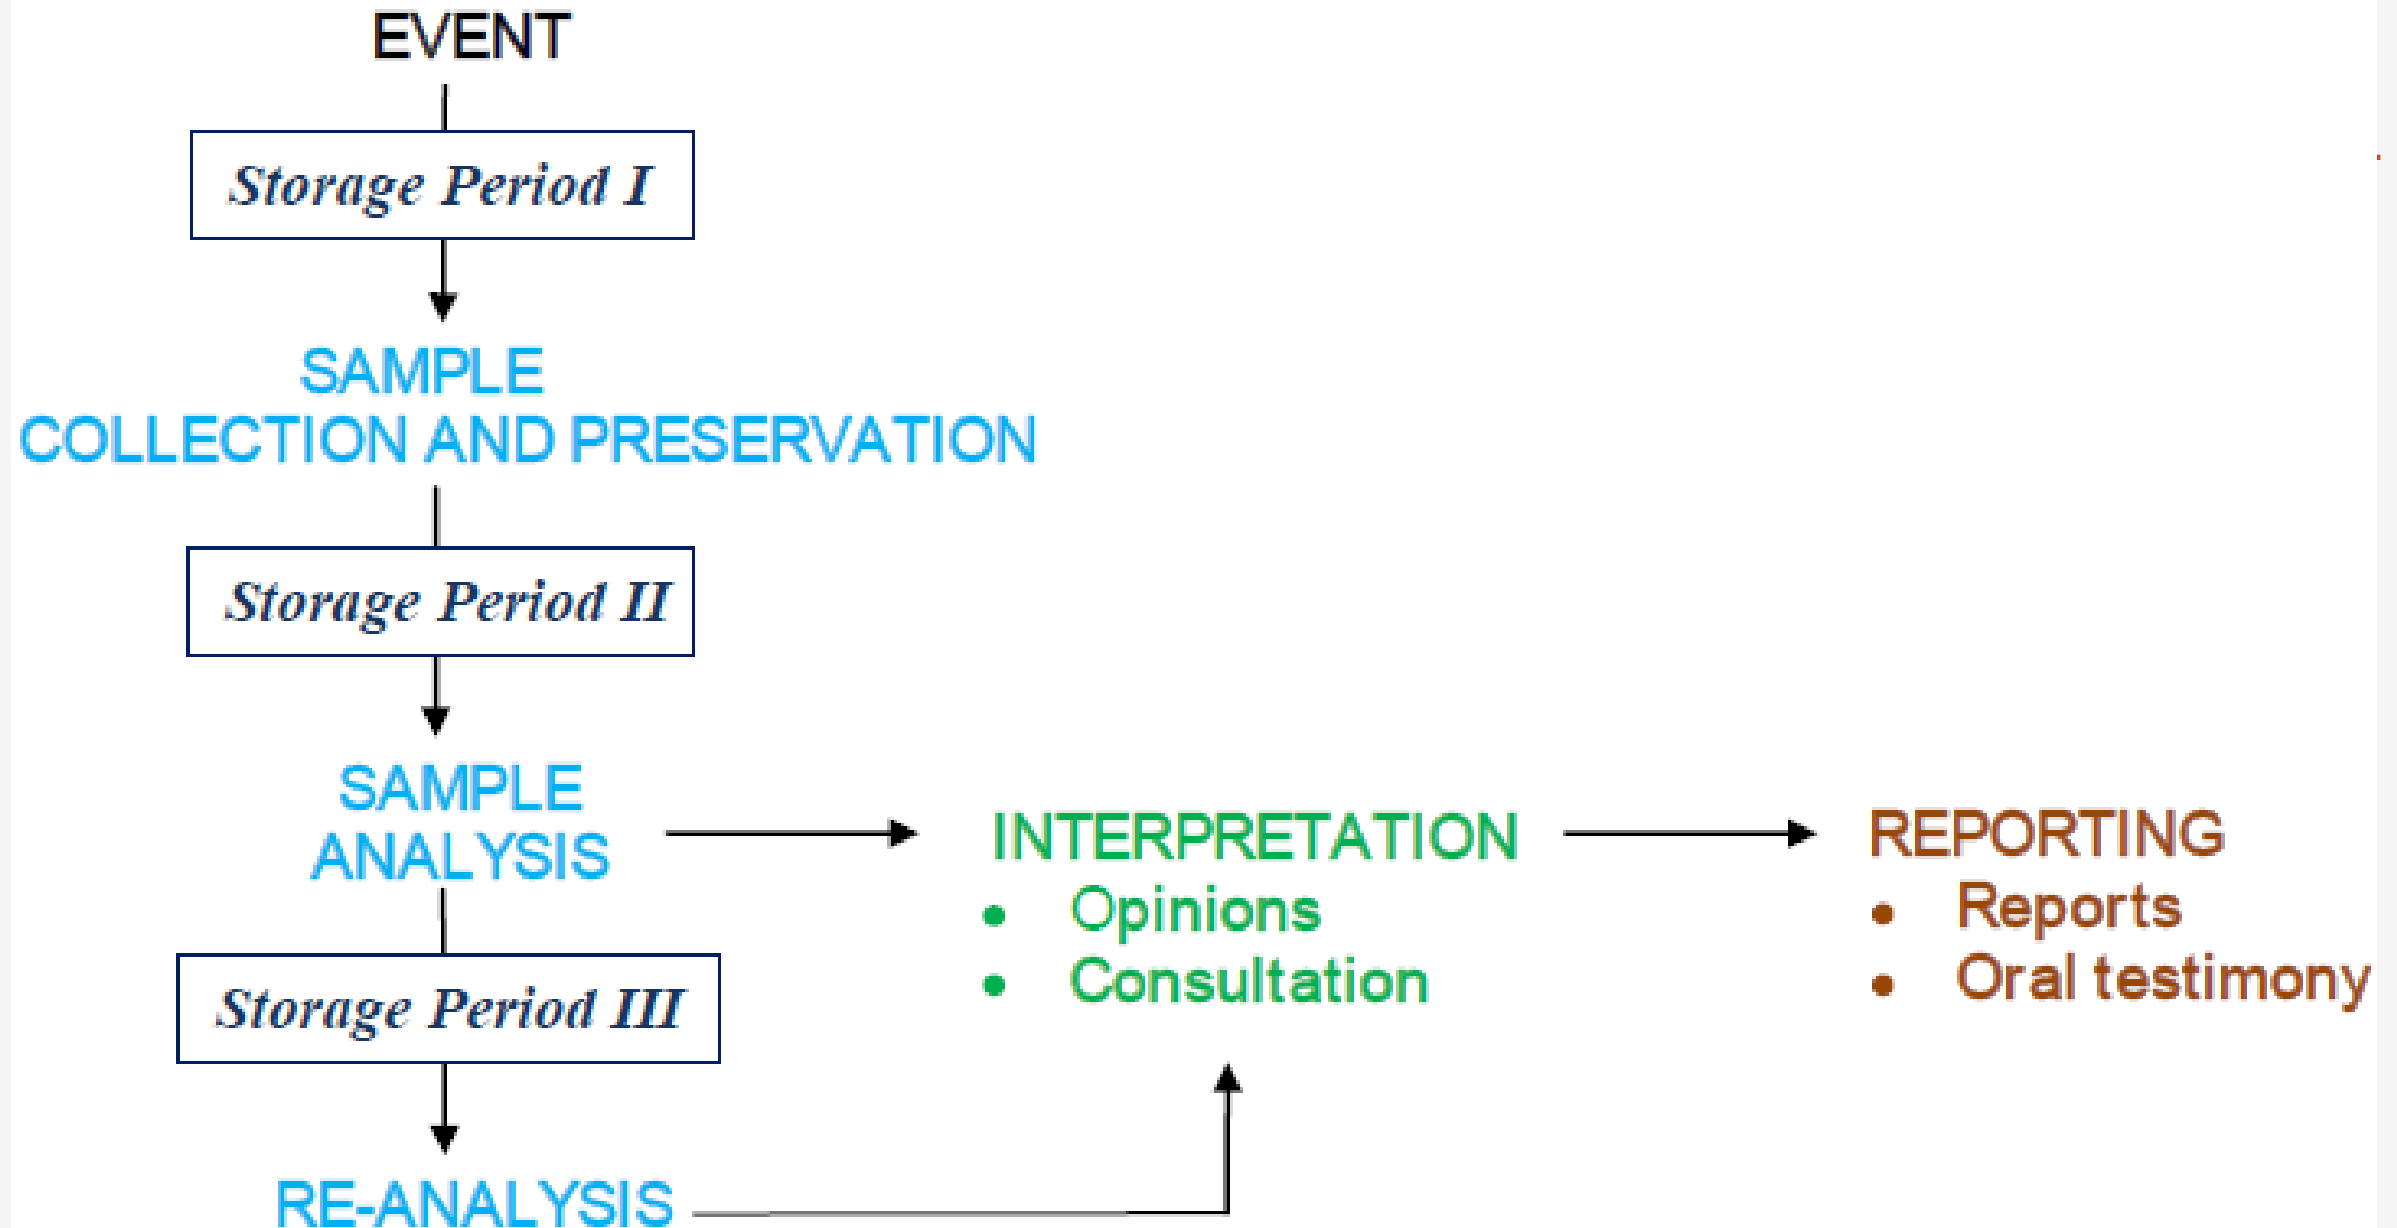 EVENT
Storage Period I
SAMPLE
COLLECTION AND PRESERVATION
Storage Period II
SAMPLE
ANALYSIS
INTERPRETATION
• Opinions
• Consultation
REPORTING
• Reports
• Oral testimony
Storage Period III
RE-ANALYSIS